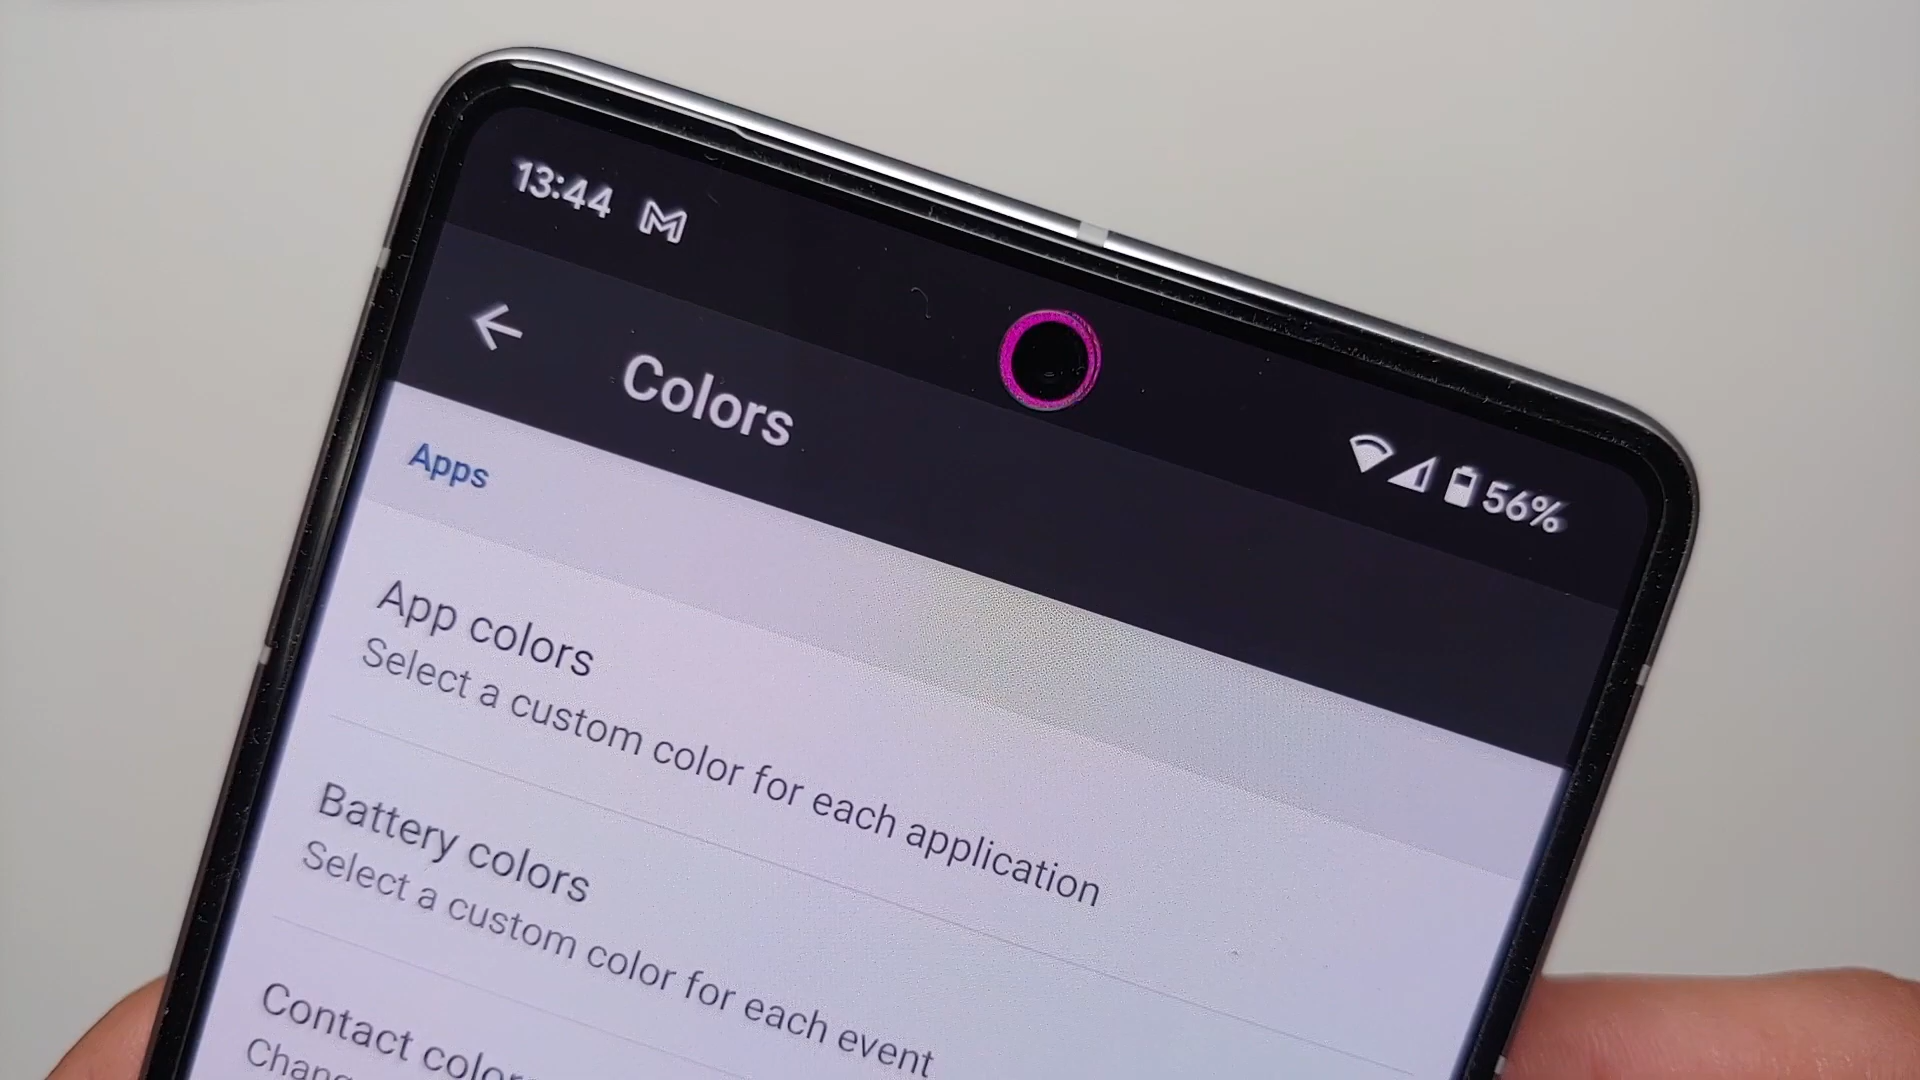 13:44
56%
Colors
Apps
App colors
Select a custom color for each application
Battery colors
Select a custom color for each event
Contact